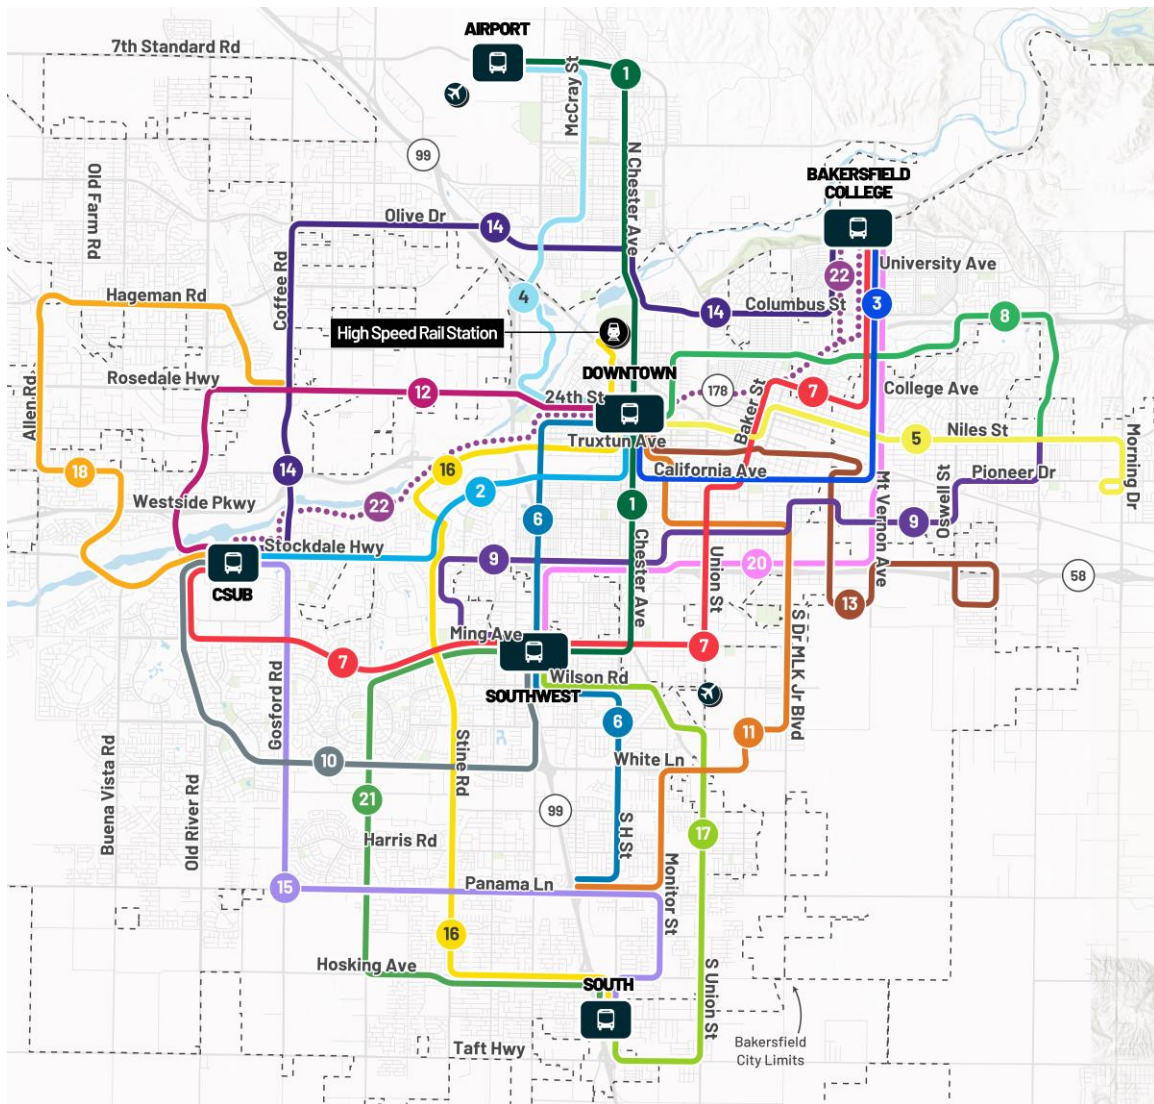 AIRPORT
7th Standard Rd
McCray St
1
99
N Chester Ave
Old Farm Rd
BAKERSFIELD
COLLEGE
Olive Dr
14
Coffee Rd
University Ave
22
Hageman Rd
4
14
Columbus St
3
8
High Speed Rail Station
DOWNTOWN
Rosedale Hwy
12
24th St
178
Baker St
7
College Ave
Allen Rd
Truxtun Ave
5
Niles St
Morning Dr
18
14
16
California Ave
Pioneer Dr
Oswell St
Mt Vernon Ave
Westside Pkwy
22
2
6
1
9
Stockdale Hwy
9
Chester Ave
Union St
20
58
CSUB
13
S Dr MLK Jr Blvd
Ming Ave
7
7
Wilson Rd
SOUTHWEST
Gosford Rd
6
11
Stine Rd
White Ln
10
Buena Vista Rd
Old River Rd
21
99
S H St
17
Harris Rd
Monitor St
15
Panama Ln
16
Hosking Ave
SOUTH
S Union St
Taft Hwy
Bakersfield
City Limits